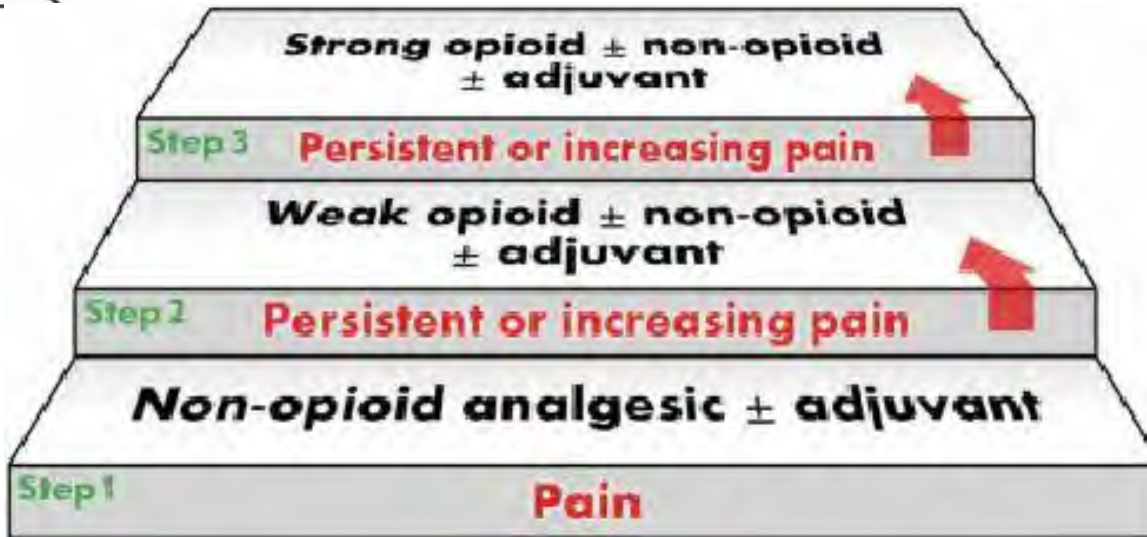 Strong opioid ± non-opioid
± adjuvant
Step 3 Persistent or increasing pain
Weak opioid ± non-opioid
± adjuvant
Step 2 Persistent or increasing pain
Non-opioid analgesic ± adjuvant
Step 1 Pain